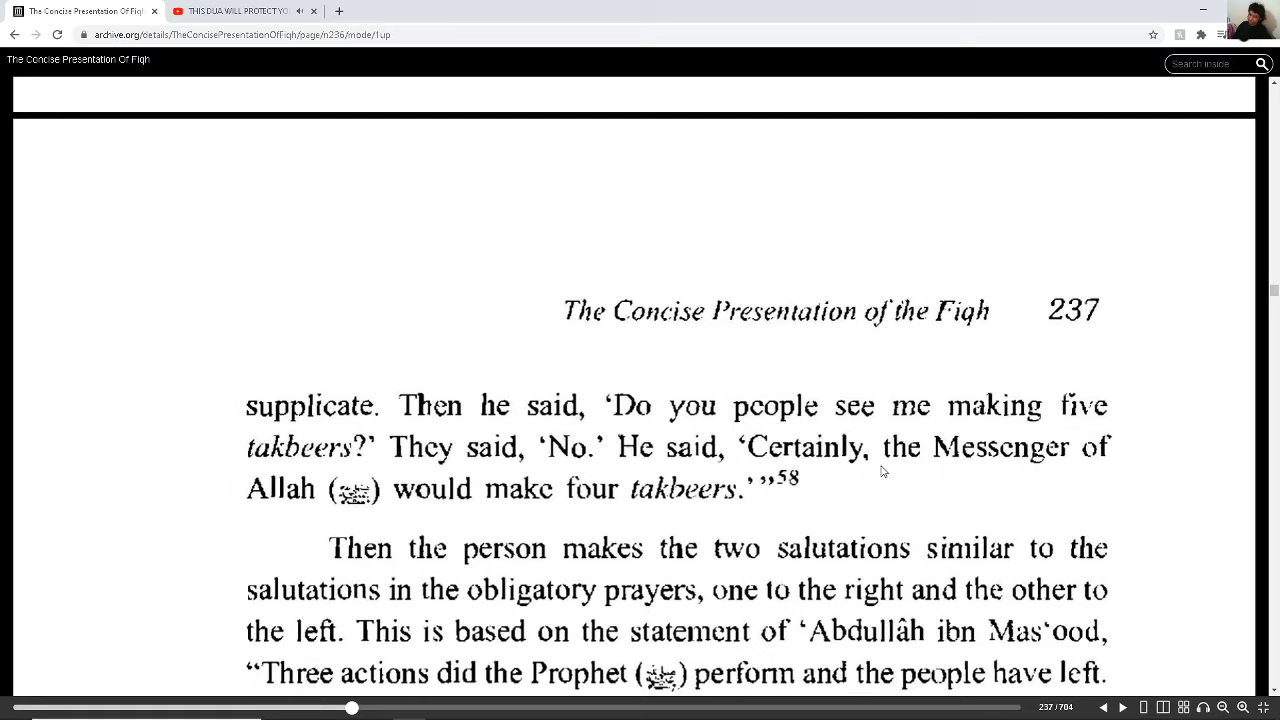 The Concise Presentation Of Fiqh
THIS DUA WILL PROTECT YO
archive.org/details/TheConcisePresentationOfFiqh/page/n236/mode/1up
The Concise Presentation Of Fiqh
Search inside
The Concise Presentation of the Fiqh 237
supplicate. Then he said, ‘Do you people see me making five
takbeers?’ They said, ‘No.’ He said, ‘Certainly, the Messenger of
Allah (ﷺ) would make four takbeers.’”58
Then the person makes the two salutations similar to the
salutations in the obligatory prayers, one to the right and the other to
the left. This is based on the statement of ‘Abdullâh ibn Mas‘ood,
“Three actions did the Prophet (ﷺ) perform and the people have left.
237 / 704